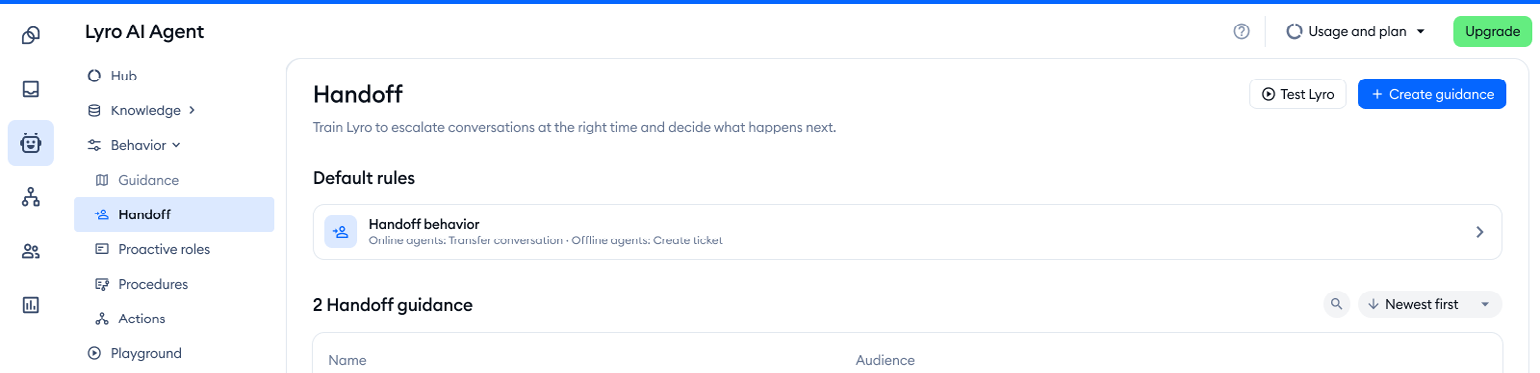 Lyro AI Agent
Usage and plan
Upgrade
Hub
Knowledge
Behavior
Guidance
Handoff
Proactive roles
Procedures
Actions
Playground
Handoff
Test Lyro
+ Create guidance
Train Lyro to escalate conversations at the right time and decide what happens next.
Default rules
Handoff behavior
Online agents: Transfer conversation · Offline agents: Create ticket
2 Handoff guidance
Newest first
Name
Audience